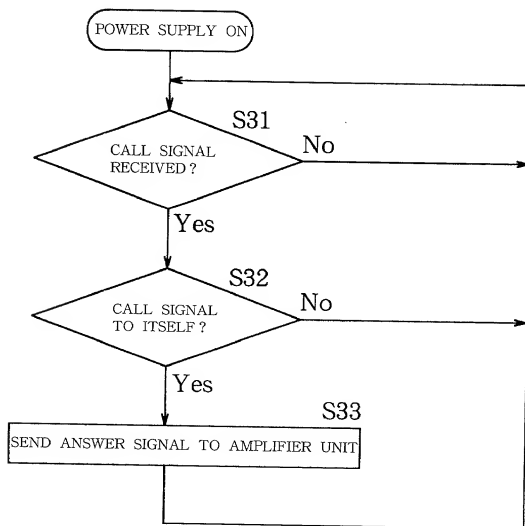 POWER SUPPLY ON
S31
CALL SIGNAL
RECEIVED?
No
Yes
S32
CALL SIGNAL
TO ITSELF?
No
Yes
S33
SEND ANSWER SIGNAL TO AMPLIFIER UNIT